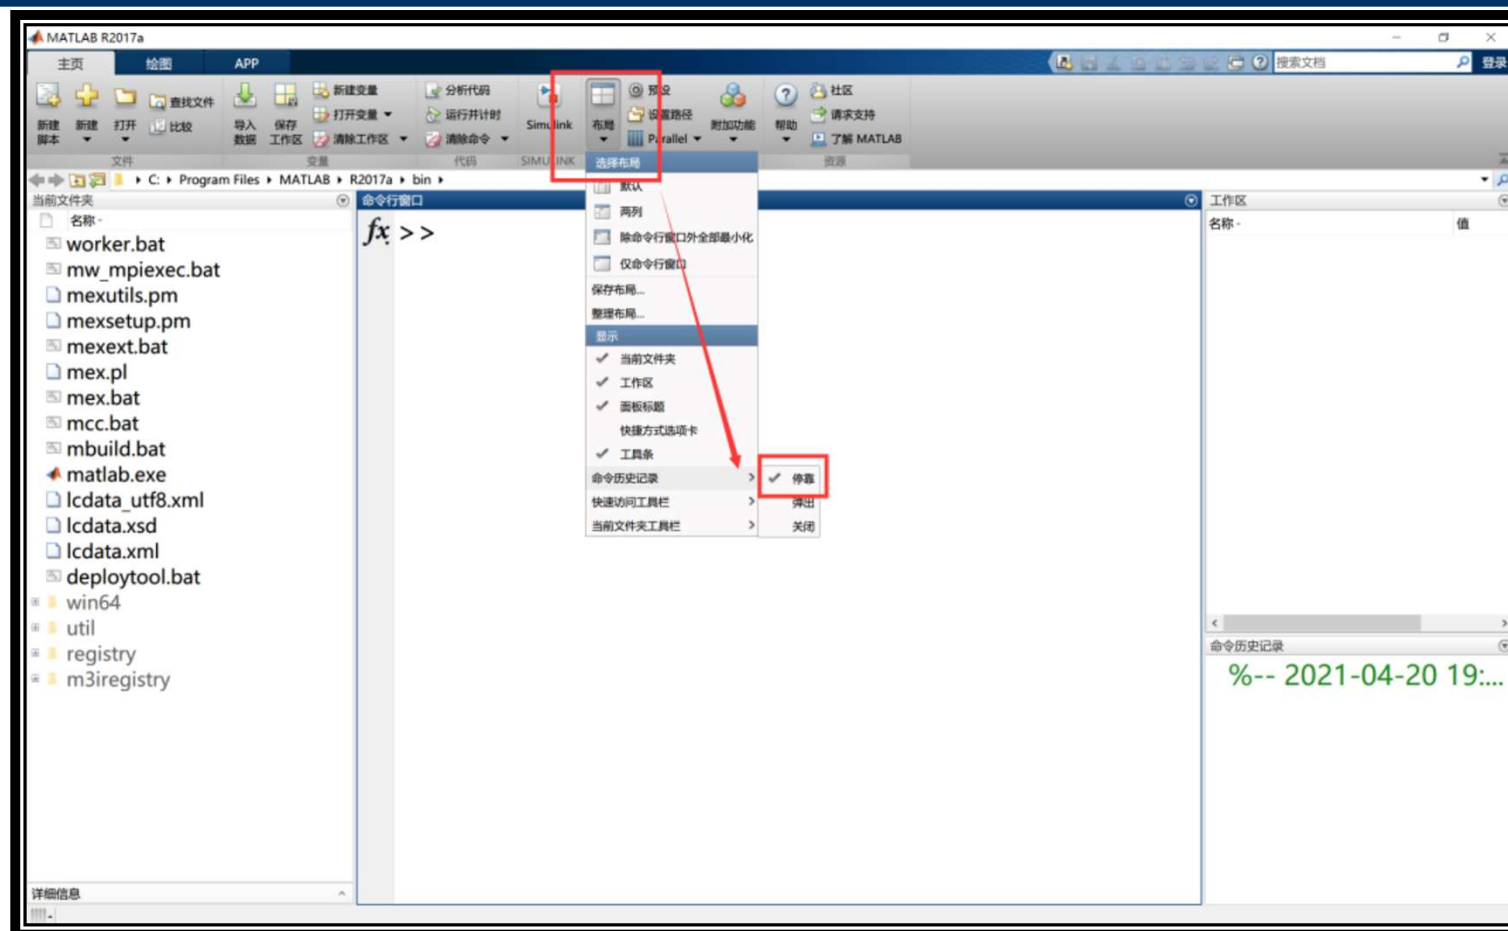 MATLAB R2017a
主页 绘图 APP
搜索文档 登录
新建脚本 新建 打开 查找文件 比较
导入数据 保存工作区 新建变量 打开变量 清除工作区
分析代码 运行并计时 清除命令
Simulink 布局 预设 设置路径 Parallel 附加功能
帮助 社区 请求支持 了解 MATLAB
文件 变量 代码 SIMULINK 资源
C: Program Files MATLAB R2017a bin
当前文件夹
名称
worker.bat
mw_mpiexec.bat
mexutils.pm
mexsetup.pm
mexext.bat
mex.pl
mex.bat
mcc.bat
mbuild.bat
matlab.exe
lcdata_utf8.xml
lcdata.xsd
lcdata.xml
deploytool.bat
win64
util
registry
m3iregistry
详细信息
命令行窗口
fx >>
选择布局
默认
两列
除命令行窗口外全部最小化
仅命令行窗口
保存布局...
整理布局...
显示
当前文件夹
工作区
面板标题
快捷方式选项卡
工具条
命令历史记录
快速访问工具栏
当前文件夹工具栏
停靠
弹出
关闭
工作区
名称 值
命令历史记录
%-- 2021-04-20 19:...